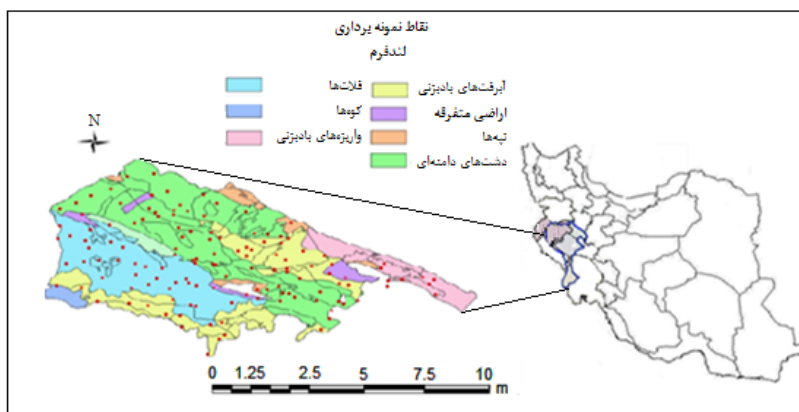 نقاط نمونه برداری
لندفرم
آبرفت‌های بادبزنی
فلات‌ها
اراضی متفرقه
کوه‌ها
تپه‌ها
واریزه‌های بادبزنی
دشت‌های دامنه‌ای
N
0 1.25 2.5 5 7.5 10
m